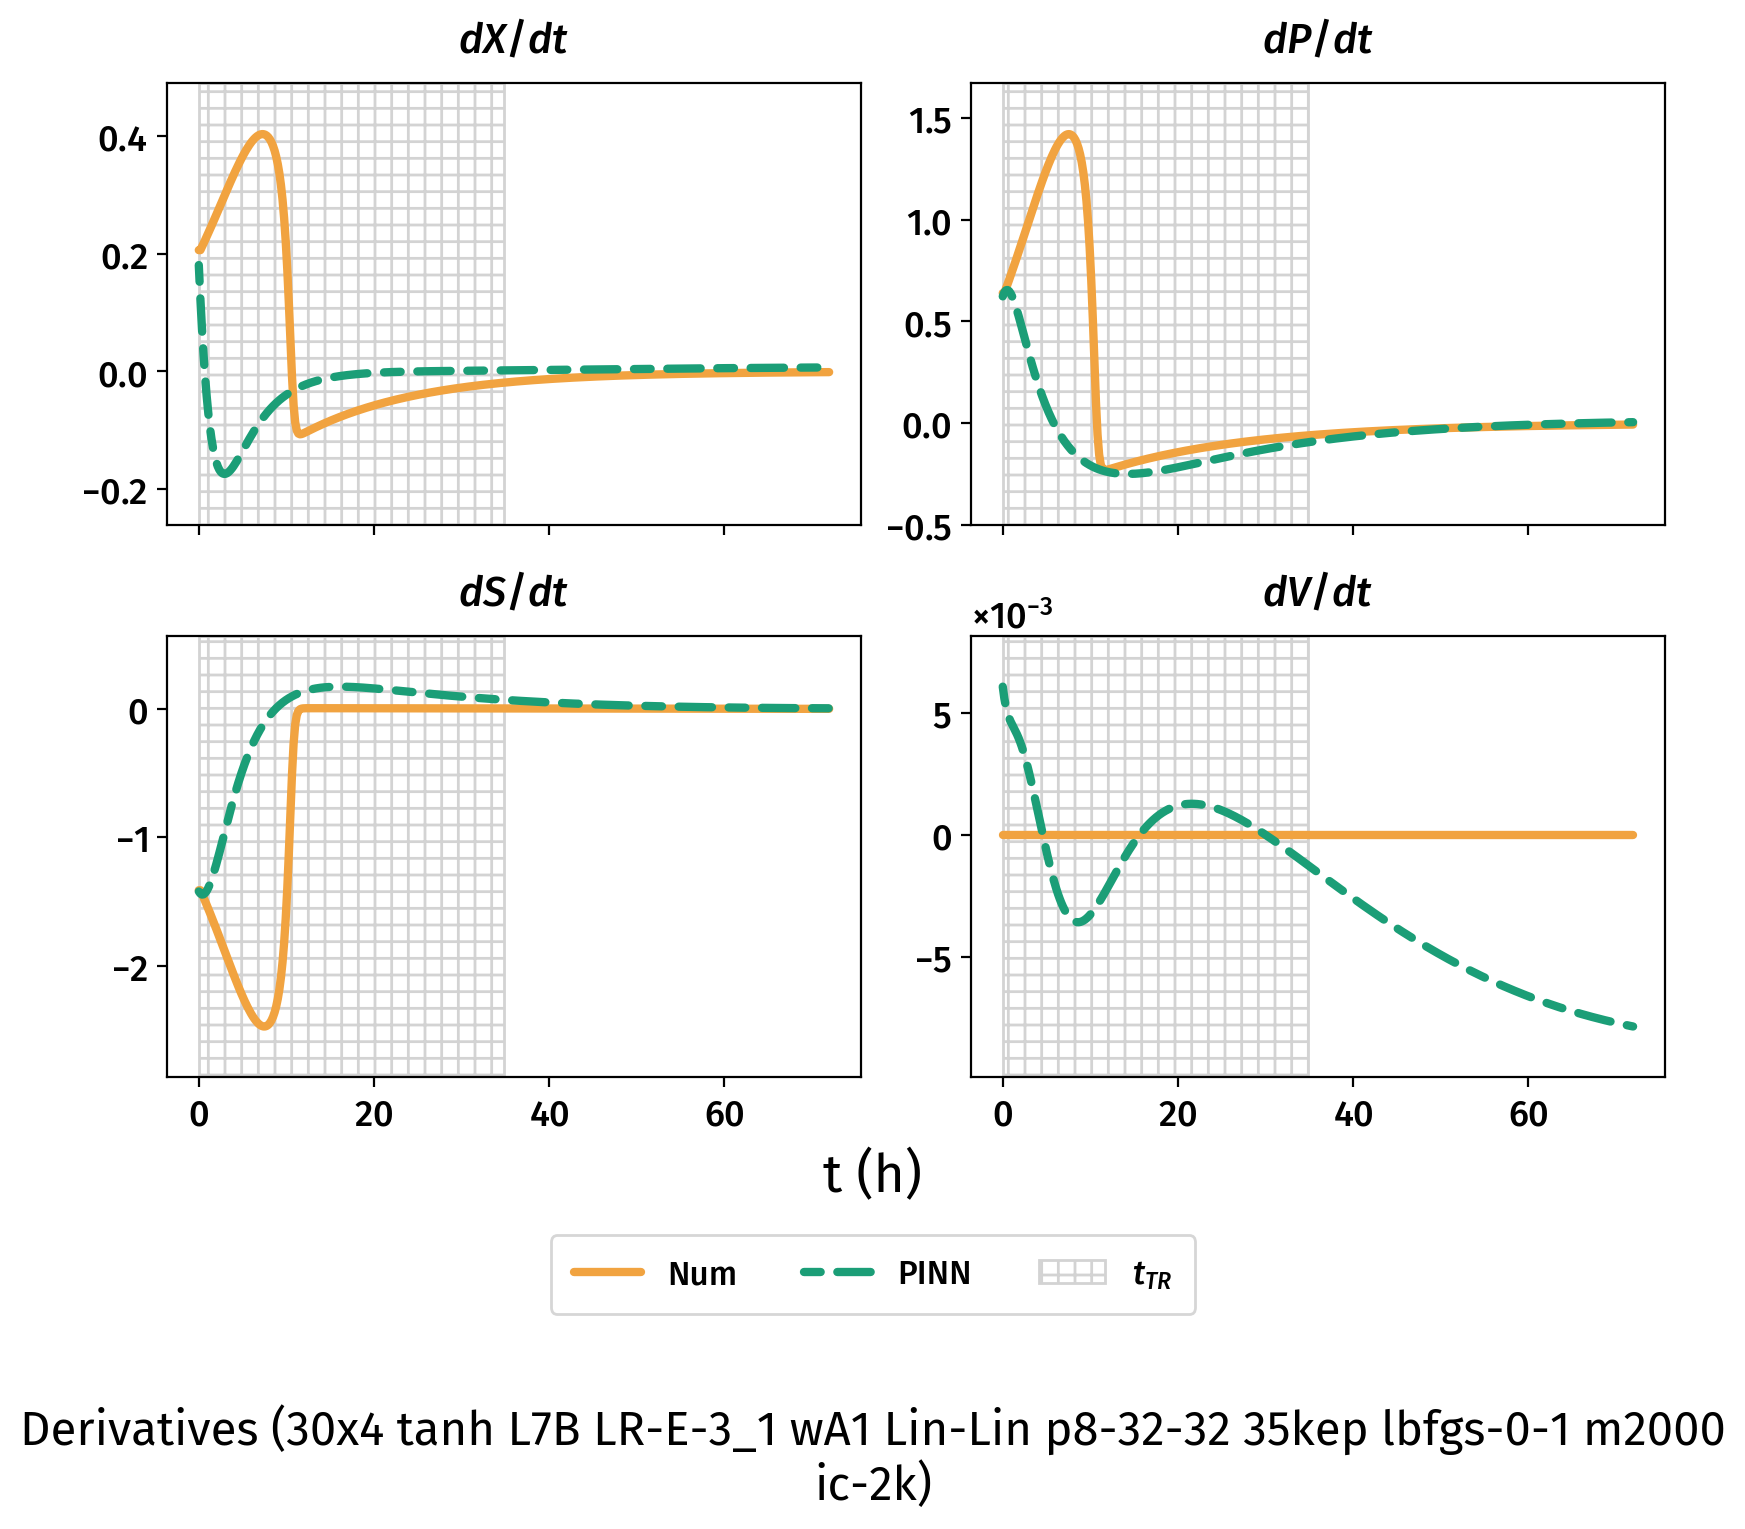 dX/dt
dP/dt
0.4
0.2
0.0
−0.2
1.5
1.0
0.5
0.0
−0.5
dS/dt
dV/dt
×10⁻³
0
−1
−2
5
0
−5
0 20 40 60
0 20 40 60
t (h)
Num PINN t_TR
Derivatives (30x4 tanh L7B LR-E-3_1 wA1 Lin-Lin p8-32-32 35kep lbfgs-0-1 m2000
ic-2k)